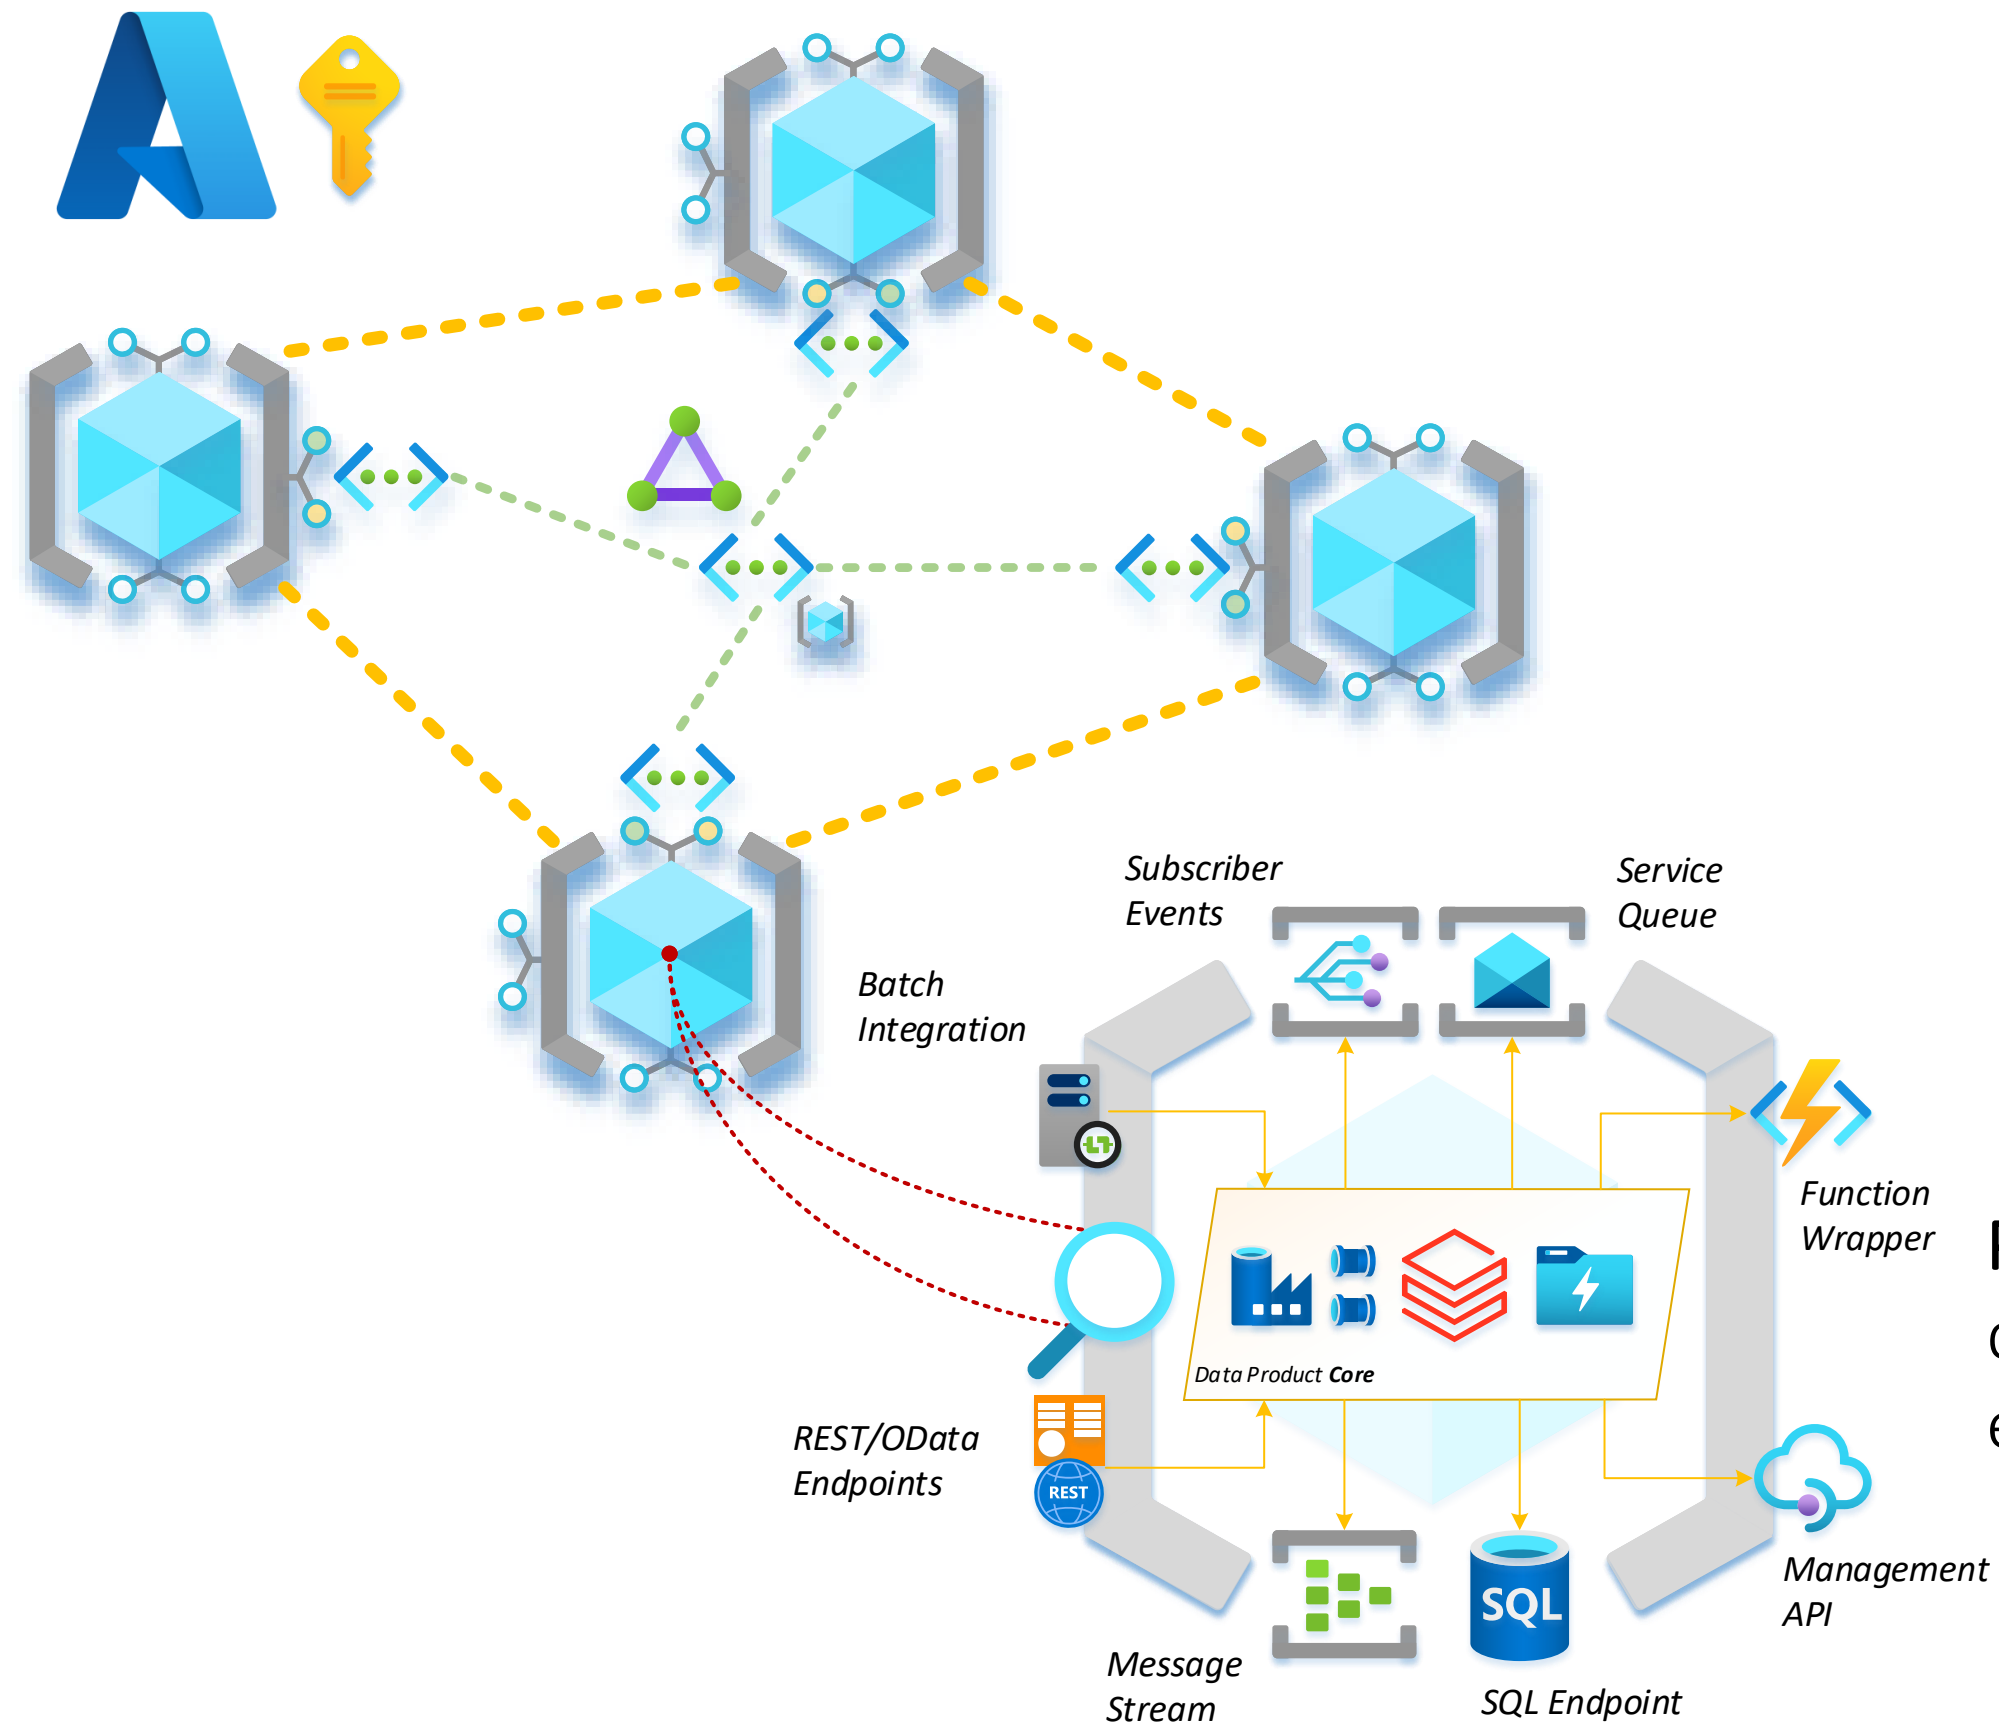 Subscriber
Events
Service
Queue
Batch
Integration
Function
Wrapper
Data Product Core
REST/OData
Endpoints
REST
SQL
Management
API
Message
Stream
SQL Endpoint